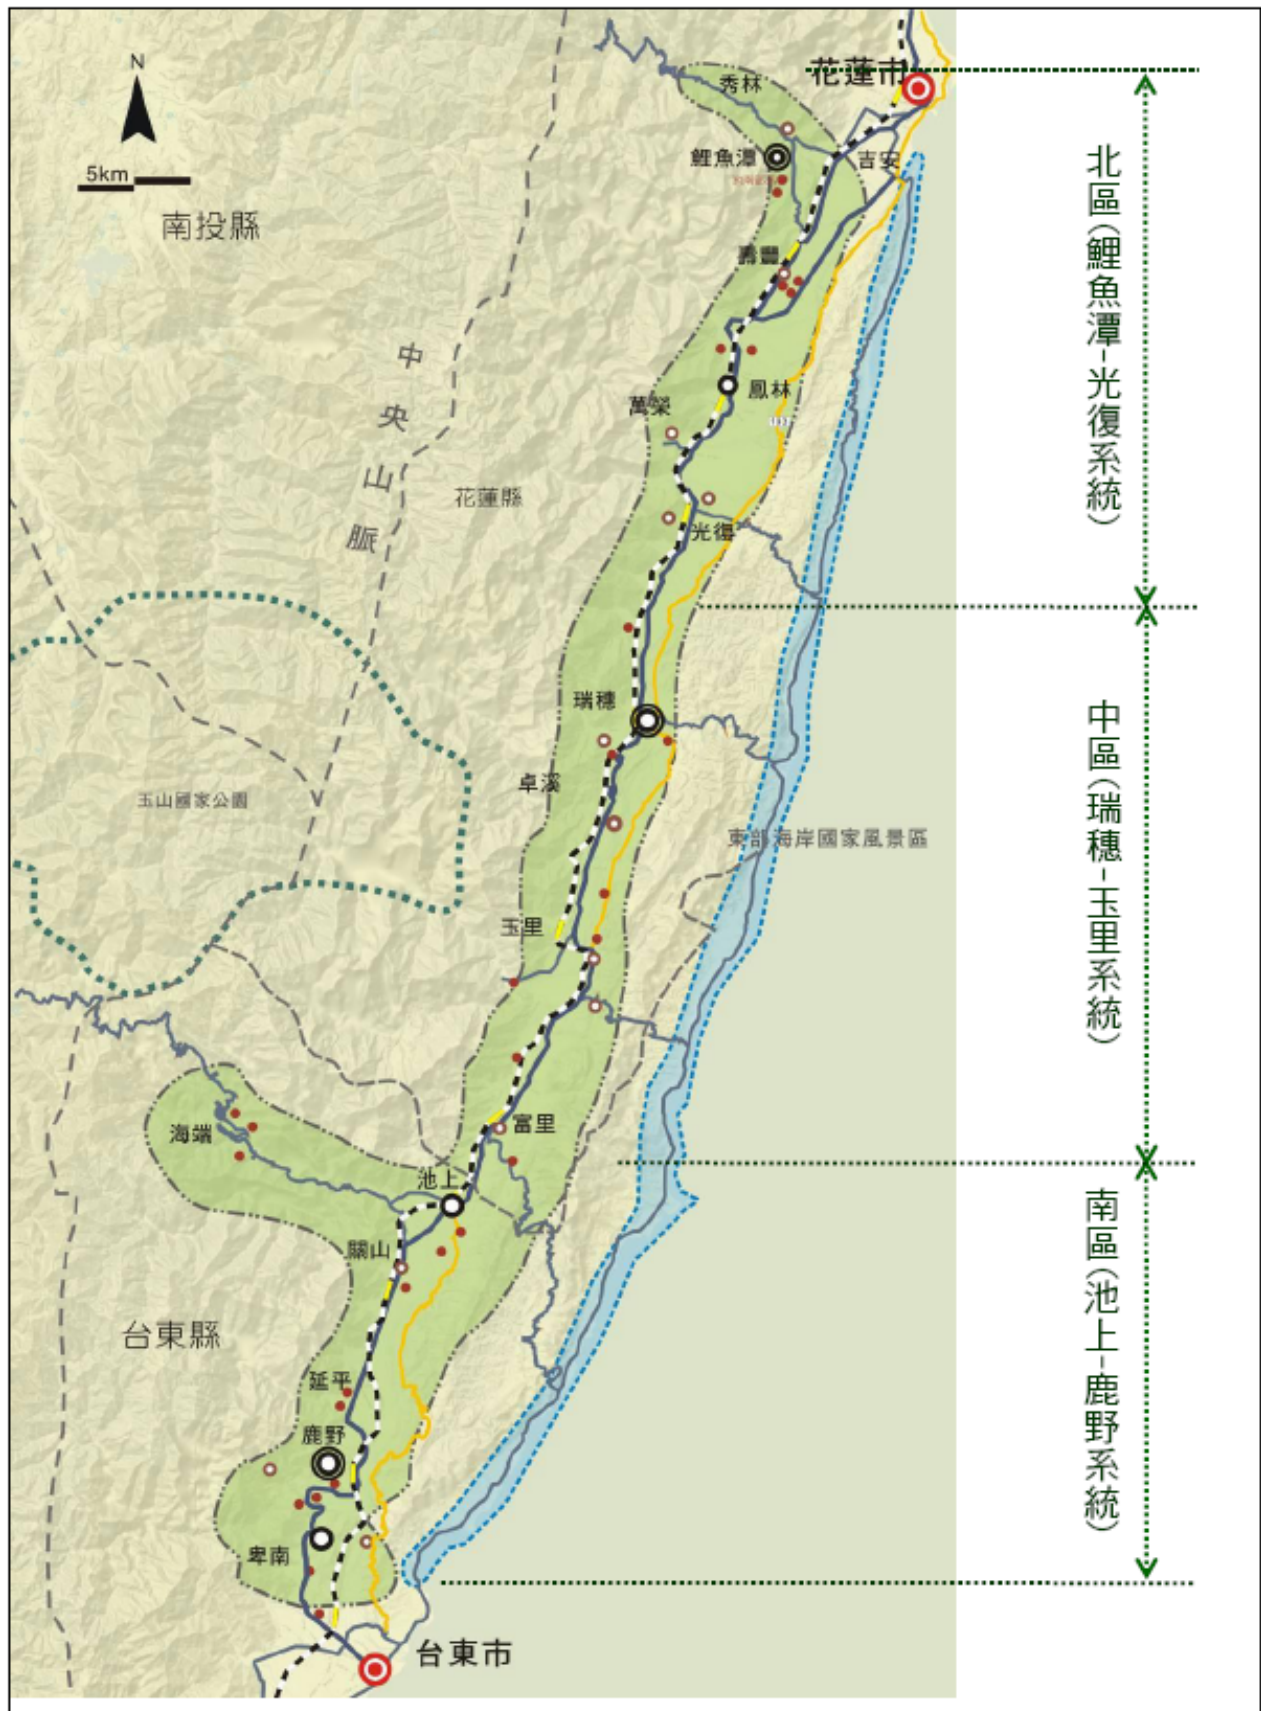 花蓮市
秀林
N
鯉魚潭
吉安
5km
南投縣
壽豐
中央山脈
鳳林
萬榮
花蓮縣
光復
瑞穗
卓溪
玉山國家公園
東部海岸國家風景區
玉里
富里
海端
池上
關山
台東縣
延平
鹿野
卑南
台東市
北區(鯉魚潭-光復系統)
中區(瑞穗-玉里系統)
南區(池上-鹿野系統)